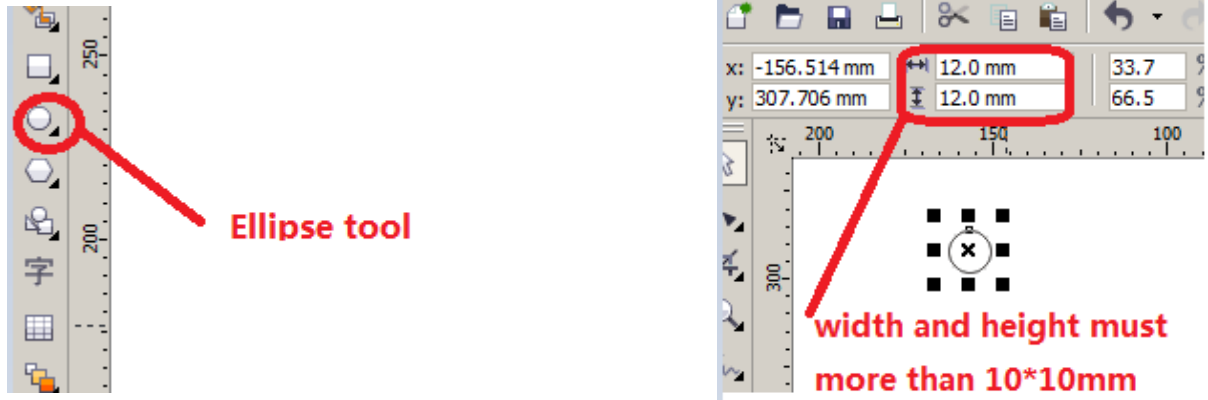 250
200
字
Ellipse tool
x: -156.514 mm 12.0 mm 33.7 %
y: 307.706 mm 12.0 mm 66.5 %
200 150 100
300
width and height must
more than 10*10mm